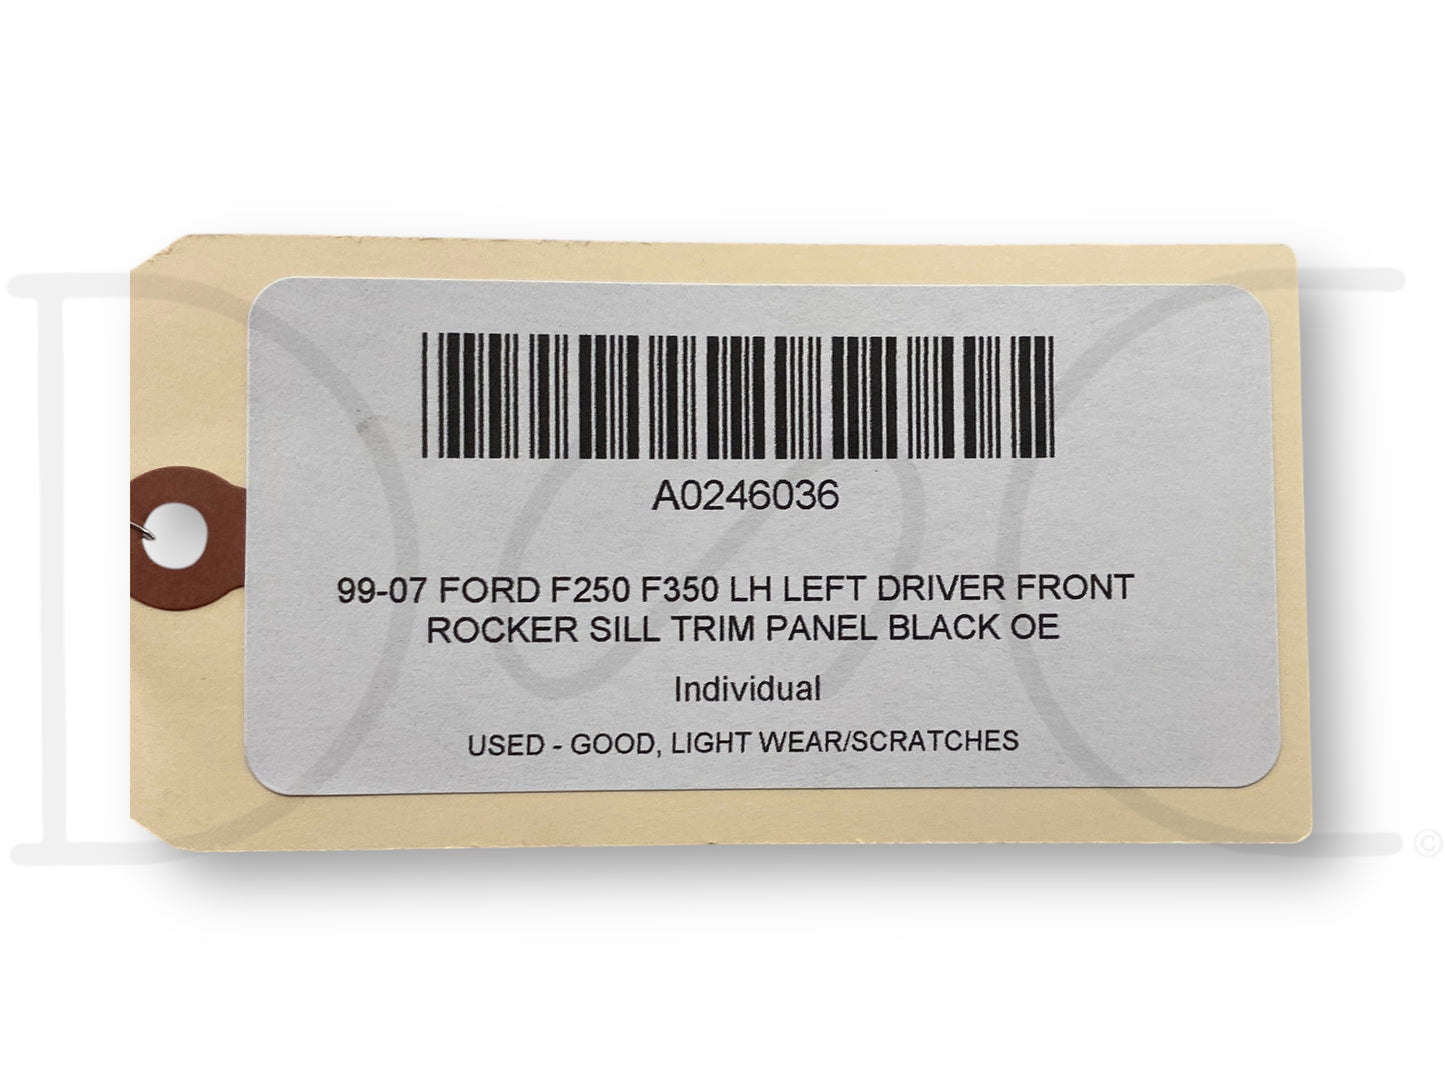 A0246036
99-07 FORD F250 F350 LH LEFT DRIVER FRONT
ROCKER SILL TRIM PANEL BLACK OE
Individual
USED - GOOD, LIGHT WEAR/SCRATCHES
©